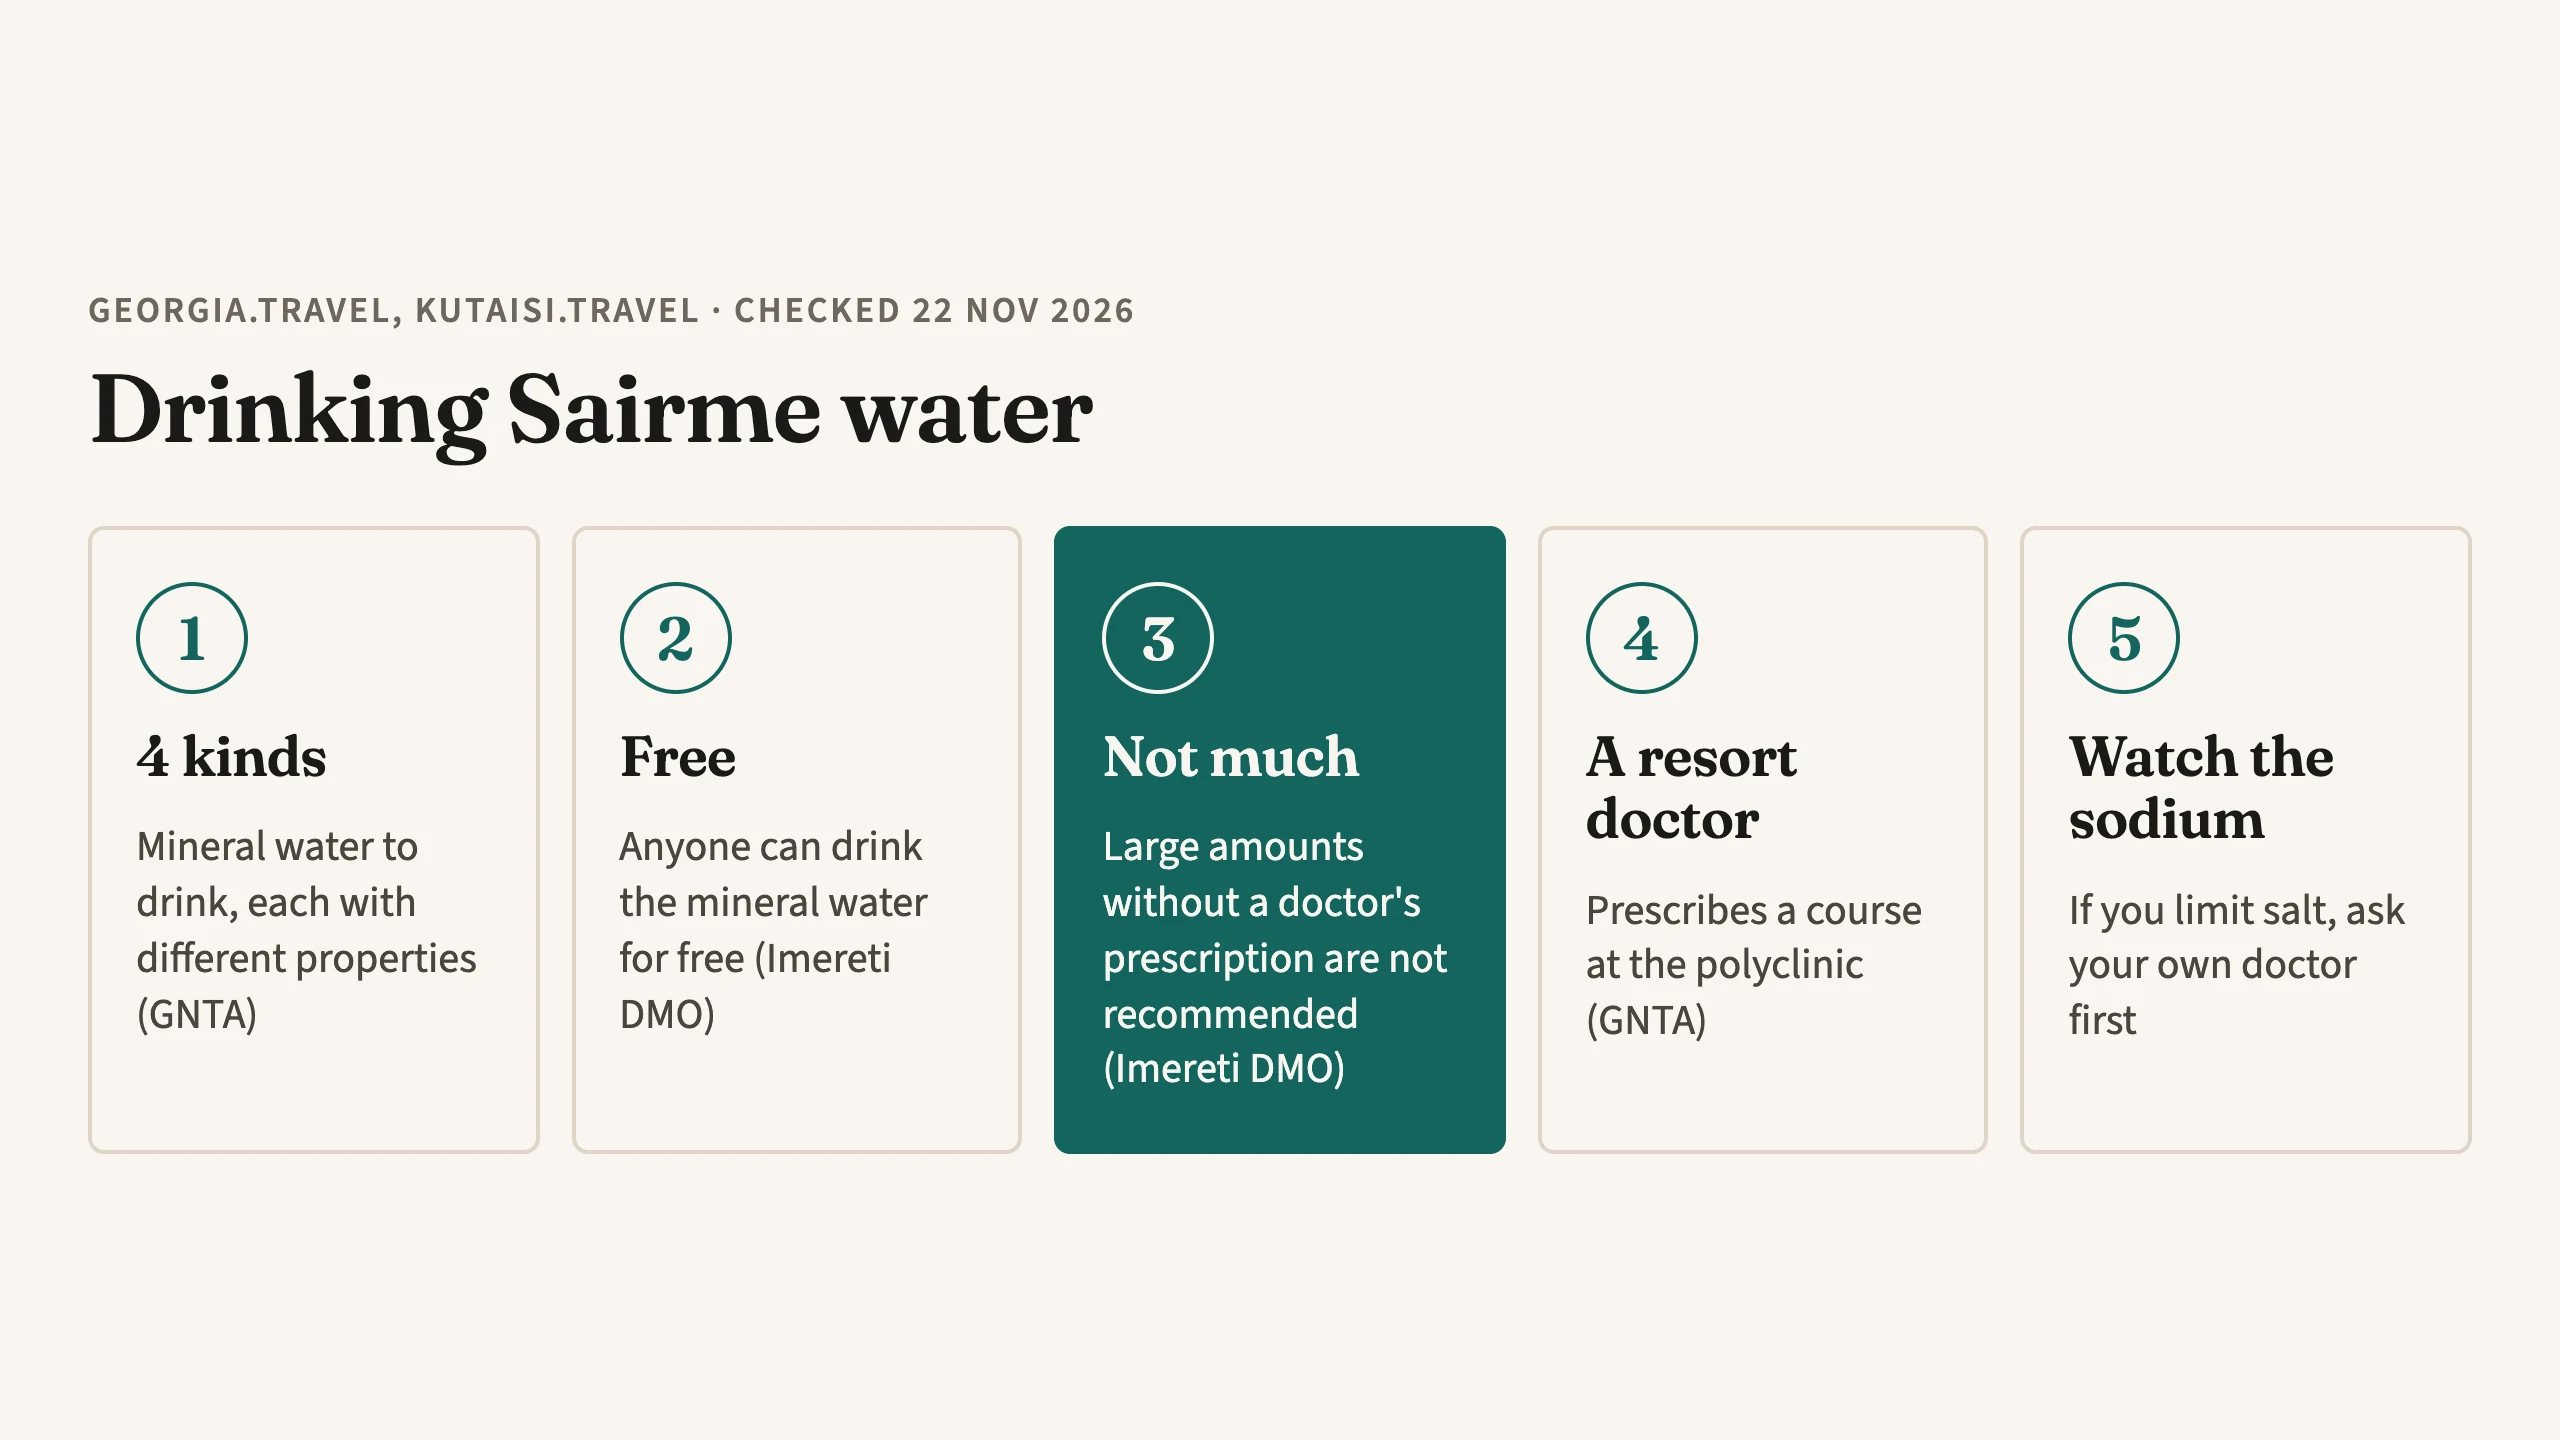 GEORGIA.TRAVEL, KUTAISI.TRAVEL · CHECKED 22 NOV 2026
Drinking Sairme water
1
4 kinds
Mineral water to
drink, each with
different properties
(GNTA)
2
Free
Anyone can drink
the mineral water
for free (Imereti
DMO)
3
Not much
Large amounts
without a doctor's
prescription are not
recommended
(Imereti DMO)
4
A resort
doctor
Prescribes a course
at the polyclinic
(GNTA)
5
Watch the
sodium
If you limit salt, ask
your own doctor
first